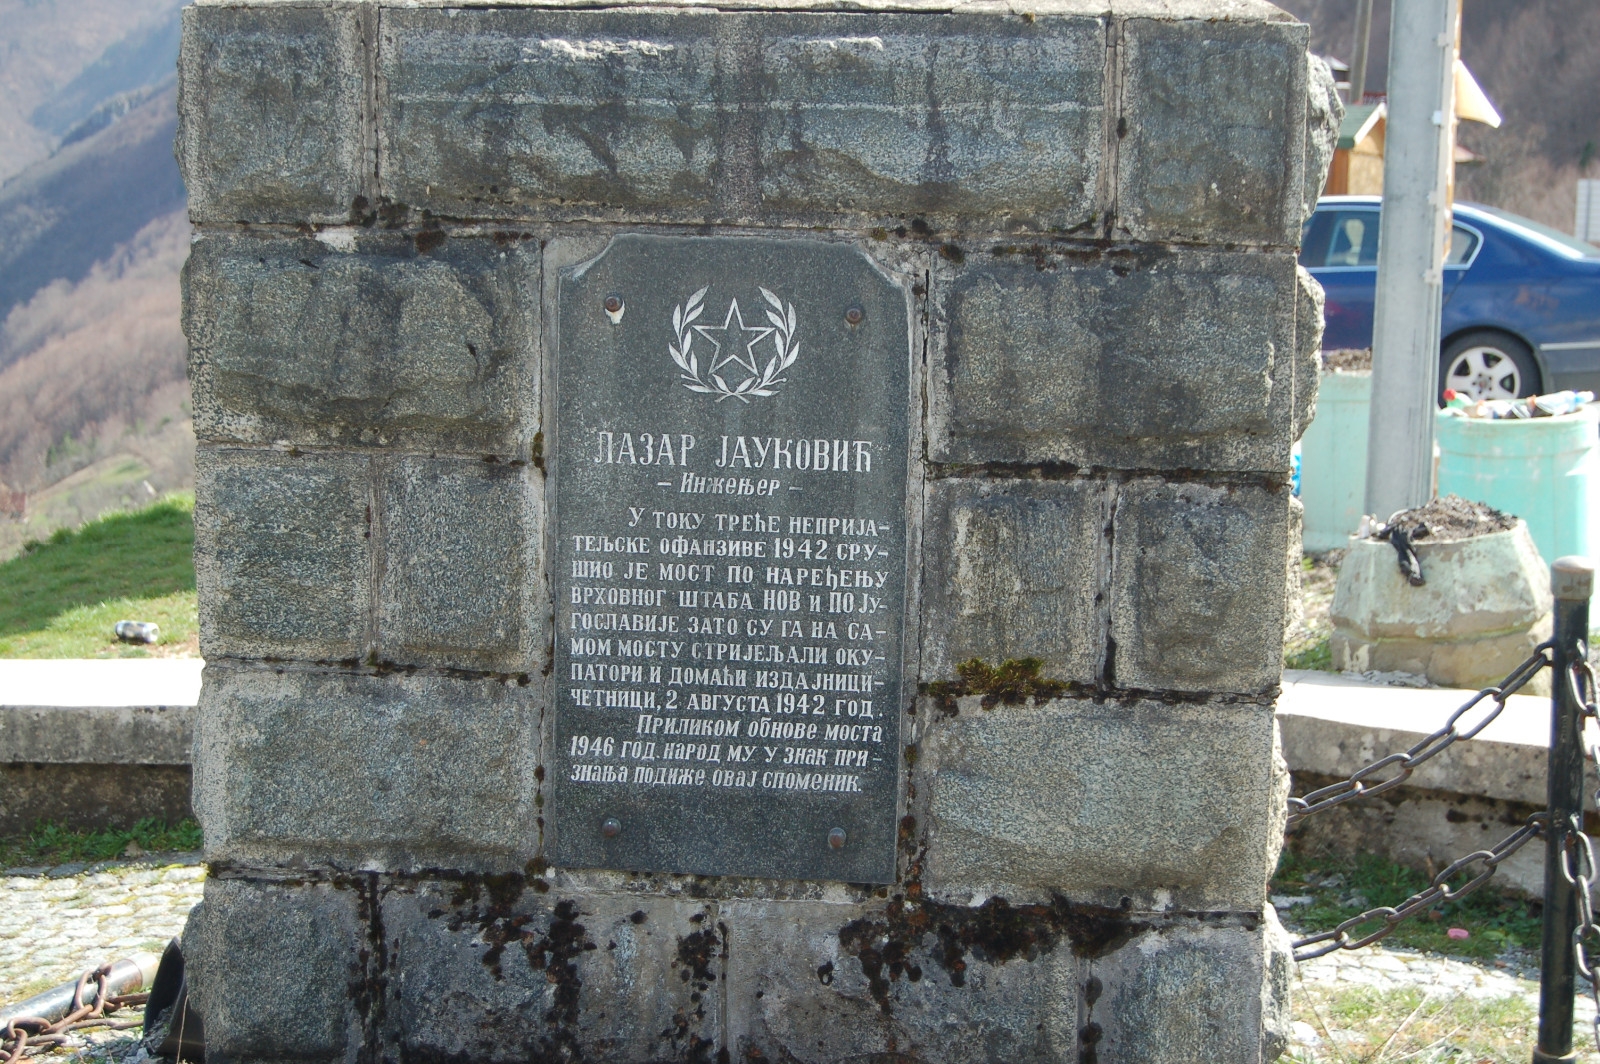 ЛАЗАР ЈАУКОВИЋ
– Инжењер –
У ТОКУ ТРЕЋЕ НЕПРИЈА–
ТЕЉСКЕ ОФАНЗИВЕ 1942 СРУ–
ШИО ЈЕ МОСТ ПО НАРЕЂЕЊУ
ВРХОВНОГ ШТАБА НОВ И ПО ЈУ–
ГОСЛАВИЈЕ ЗАТО СУ ГА НА СА–
МОМ МОСТУ СТРИЈЕЉАЛИ ОКУ–
ПАТОРИ И ДОМАЋИ ИЗДАЈНИЦИ–
ЧЕТНИЦИ, 2 АВГУСТА 1942 ГОД.
Приликом обнове моста
1946 год. народ му у знак при–
знања подиже овај споменик.